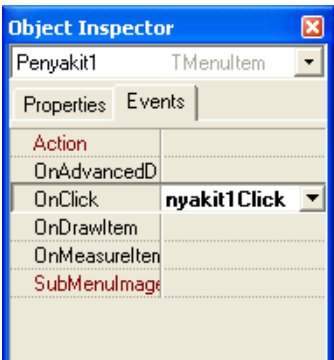 Object Inspector
Penyakit1 TMenuItem
Properties Events
Action
OnAdvancedD
OnClick nyakit1Click
OnDrawItem
OnMeasureIten
SubMenuImage